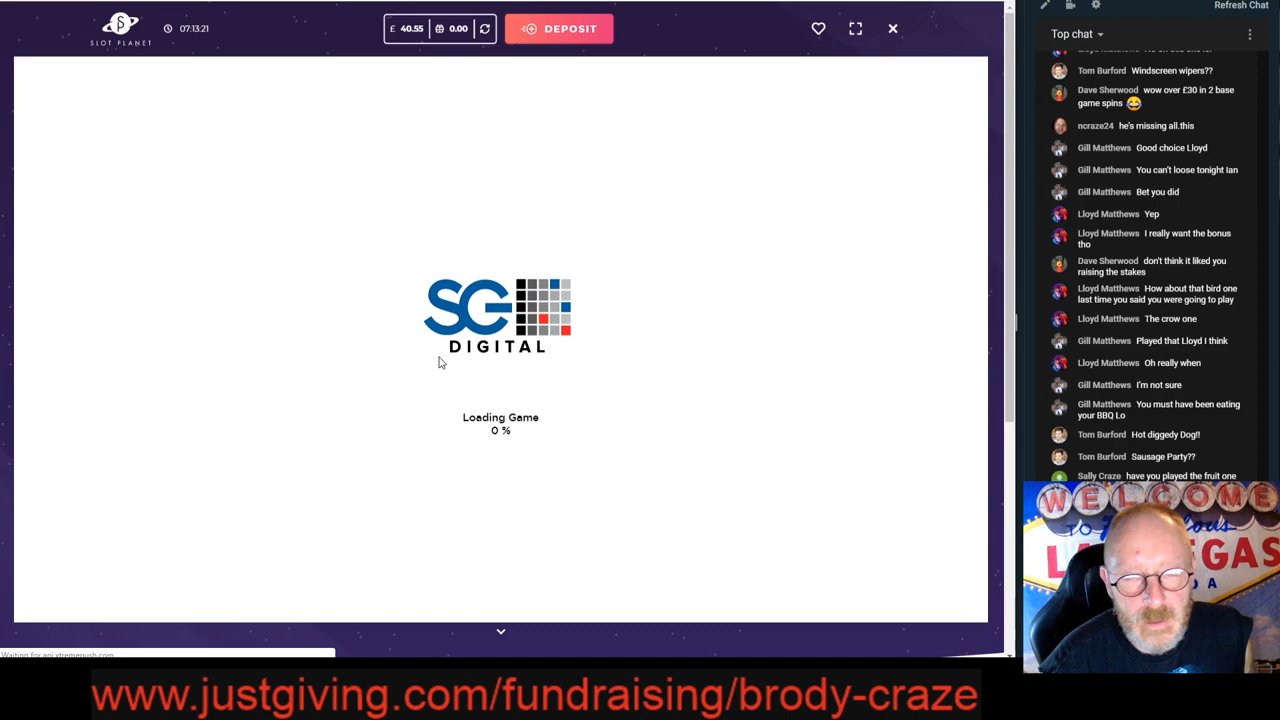 SLOT PLANET
07:13:21
£ 40.55 0.00
DEPOSIT
SG
DIGITAL
Loading Game
0 %
Refresh Chat
Top chat
Tom Burford Windscreen wipers??
Dave Sherwood wow over £30 in 2 base
game spins 😂
ncraze24 he's missing all.this
Gill Matthews Good choice Lloyd
Gill Matthews You can't loose tonight Ian
Gill Matthews Bet you did
Lloyd Matthews Yep
Lloyd Matthews I really want the bonus
tho
Dave Sherwood don't think it liked you
raising the stakes
Lloyd Matthews How about that bird one
last time you said you were going to play
Lloyd Matthews The crow one
Gill Matthews Played that Lloyd I think
Lloyd Matthews Oh really when
Gill Matthews I'm not sure
Gill Matthews You must have been eating
your BBQ Lo
Tom Burford Hot diggedy Dog!!
Tom Burford Sausage Party??
Sally Craze have you played the fruit one
WELCOME
TO
Waiting for api.xtremepush.com
www.justgiving.com/fundraising/brody-craze